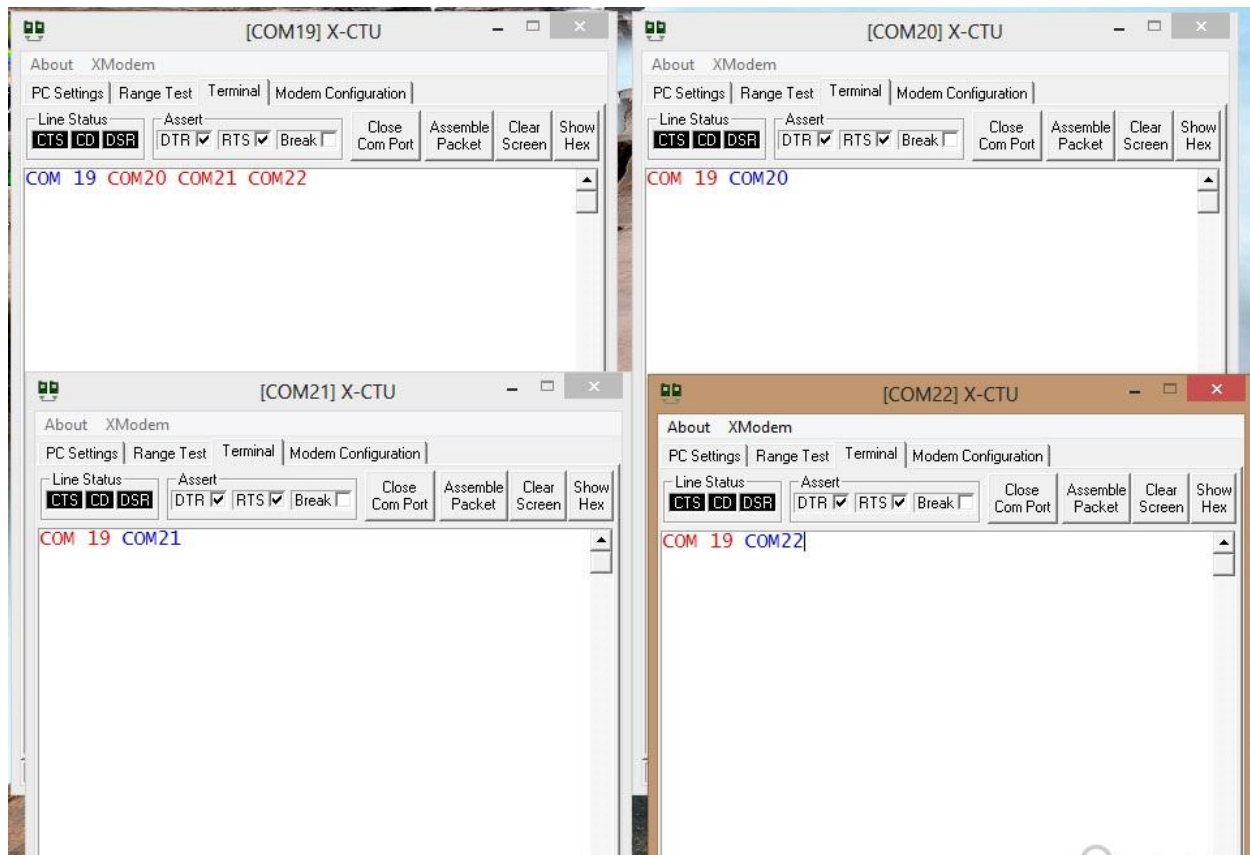 [COM19] X-CTU
About XModem
PC Settings Range Test Terminal Modem Configuration
Line Status Assert
CTS CD DSR DTR RTS Break Close Com Port Assemble Packet Clear Screen Show Hex
COM 19 COM20 COM21 COM22
[COM20] X-CTU
About XModem
PC Settings Range Test Terminal Modem Configuration
Line Status Assert
CTS CD DSR DTR RTS Break Close Com Port Assemble Packet Clear Screen Show Hex
COM 19 COM20
[COM21] X-CTU
About XModem
PC Settings Range Test Terminal Modem Configuration
Line Status Assert
CTS CD DSR DTR RTS Break Close Com Port Assemble Packet Clear Screen Show Hex
COM 19 COM21
[COM22] X-CTU
About XModem
PC Settings Range Test Terminal Modem Configuration
Line Status Assert
CTS CD DSR DTR RTS Break Close Com Port Assemble Packet Clear Screen Show Hex
COM 19 COM22